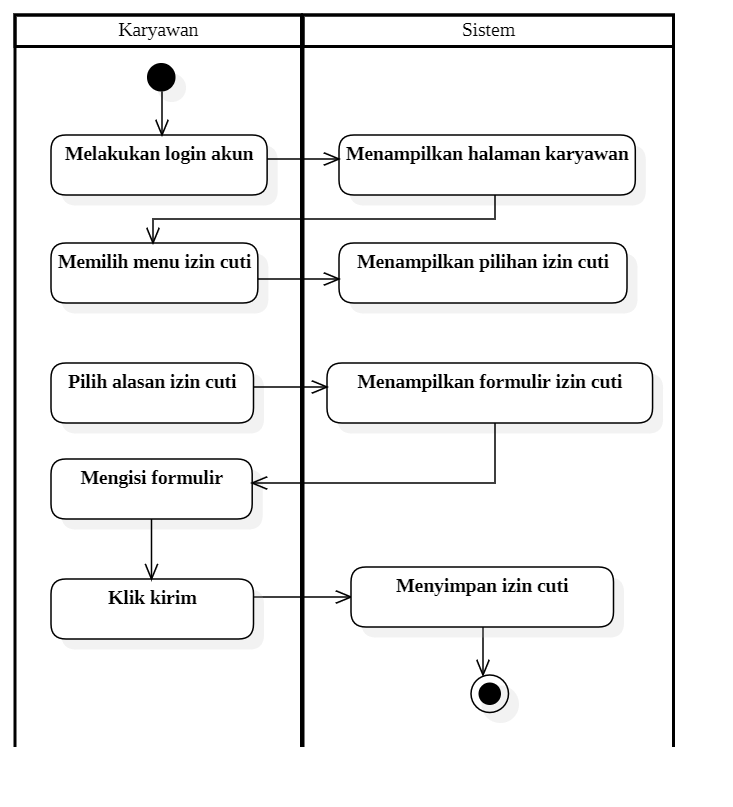 Karyawan
Sistem
Melakukan login akun
Menampilkan halaman karyawan
Memilih menu izin cuti
Menampilkan pilihan izin cuti
Pilih alasan izin cuti
Menampilkan formulir izin cuti
Mengisi formulir
Klik kirim
Menyimpan izin cuti